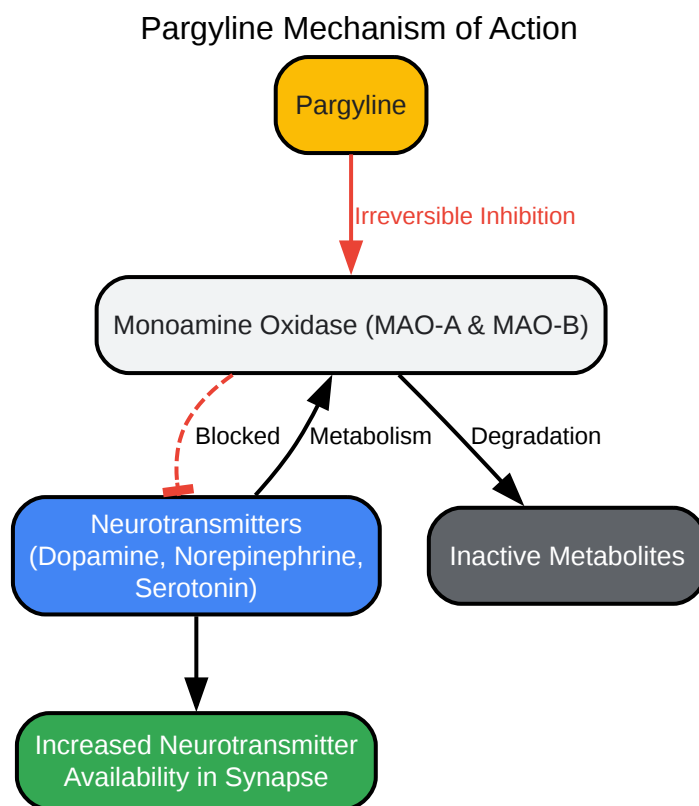 Pargyline Mechanism of Action
Pargyline
Irreversible Inhibition
Monoamine Oxidase (MAO-A & MAO-B)
Blocked
Metabolism
Degradation
Neurotransmitters
(Dopamine, Norepinephrine,
Serotonin)
Inactive Metabolites
Increased Neurotransmitter
Availability in Synapse